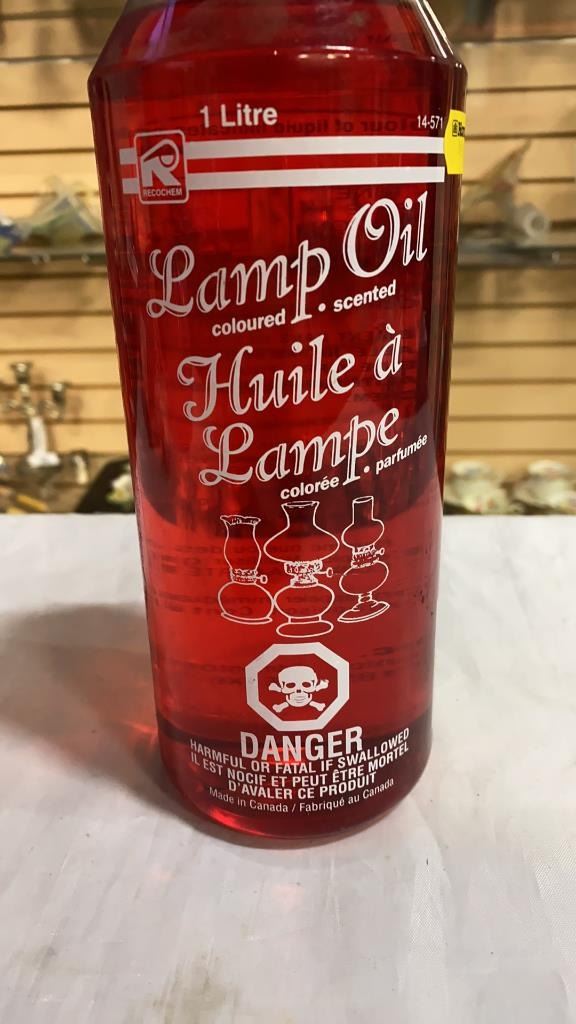 1 Litre
14-571
R
RECOCHEM
Lamp Oil
coloured • scented
Huile à
Lampe
colorée • parfumée
DANGER
HARMFUL OR FATAL IF SWALLOWED
IL EST NOCIF ET PEUT ÊTRE MORTEL
D'AVALER CE PRODUIT
Made in Canada / Fabriqué au Canada